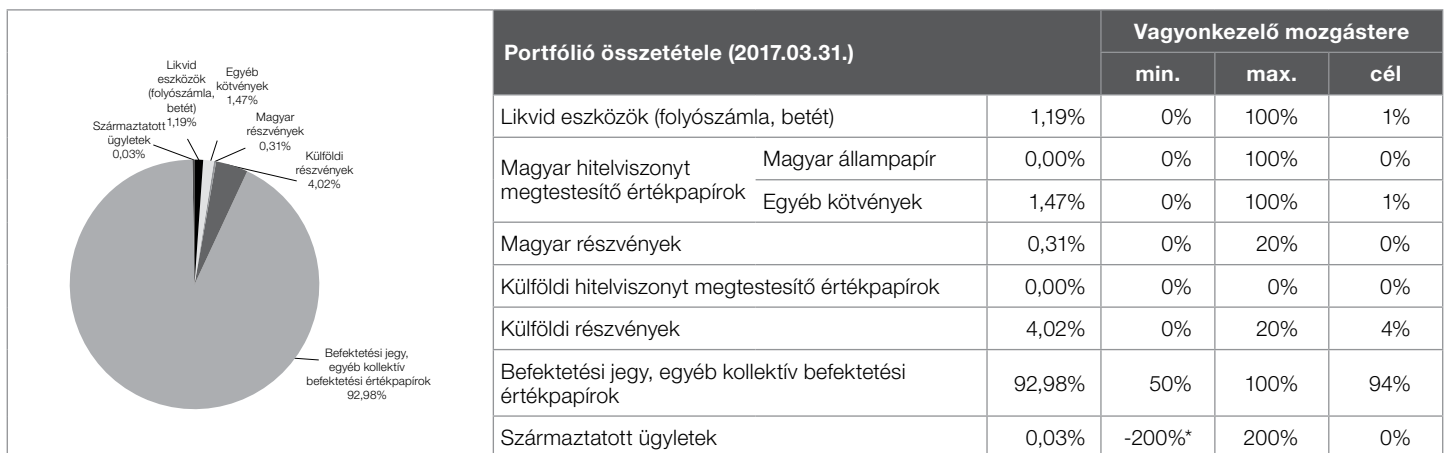 Likvid
eszközök
(folyószámla,
betét)
1,19%
Egyéb
kötvények
1,47%
Magyar
részvények
0,31%
Származtatott
ügyletek
0,03%
Külföldi
részvények
4,02%
Befektetési jegy,
egyéb kollektív
befektetési értékpapírok
92,98%
Portfólió összetétele (2017.03.31.) Vagyonkezelő mozgástere
min. max. cél
Likvid eszközök (folyószámla, betét) 1,19% 0% 100% 1%
Magyar hitelviszonyt
megtestesítő értékpapírok
Magyar állampapír 0,00% 0% 100% 0%
Egyéb kötvények 1,47% 0% 100% 1%
Magyar részvények 0,31% 0% 20% 0%
Külföldi hitelviszonyt megtestesítő értékpapírok 0,00% 0% 0% 0%
Külföldi részvények 4,02% 0% 20% 4%
Befektetési jegy, egyéb kollektív befektetési
értékpapírok 92,98% 50% 100% 94%
Származtatott ügyletek 0,03% -200%* 200% 0%